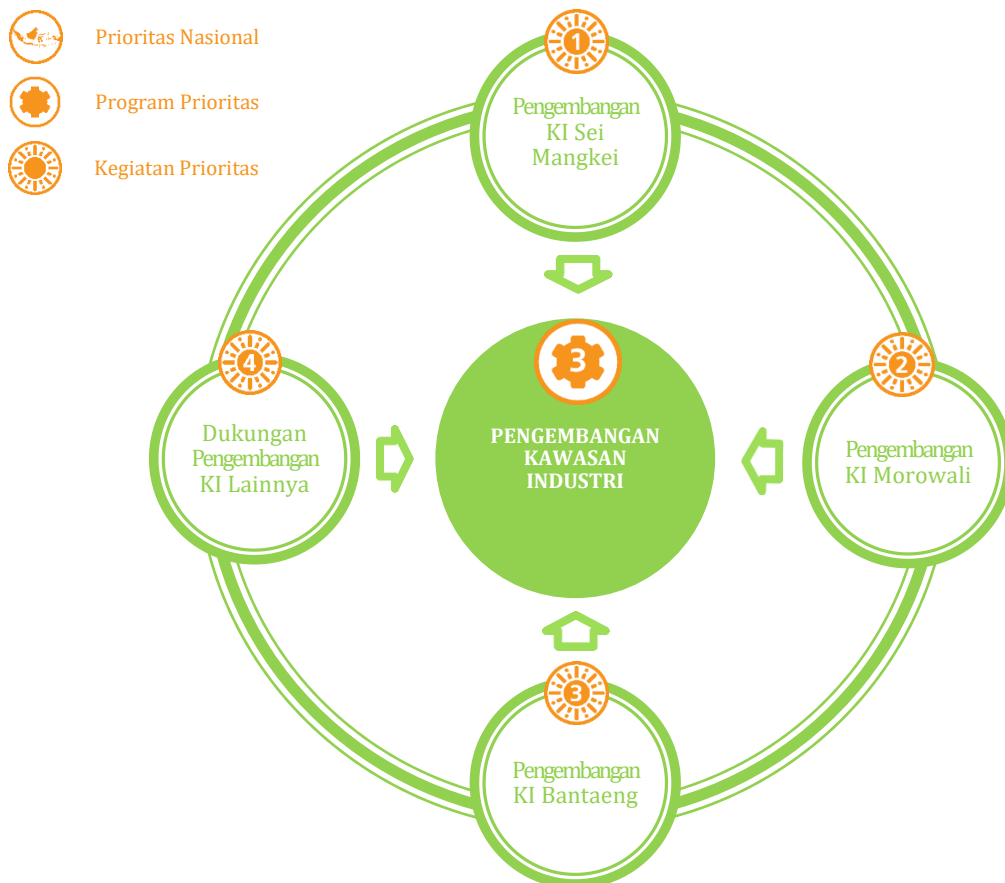 Prioritas Nasional
Program Prioritas
Kegiatan Prioritas
1
Pengembangan
KI Sei
Mangkei
2
Pengembangan
KI Morowali
3
Pengembangan
KI Bantaeng
4
Dukungan
Pengembangan
KI Lainnya
3
PENGEMBANGAN
KAWASAN
INDUSTRI